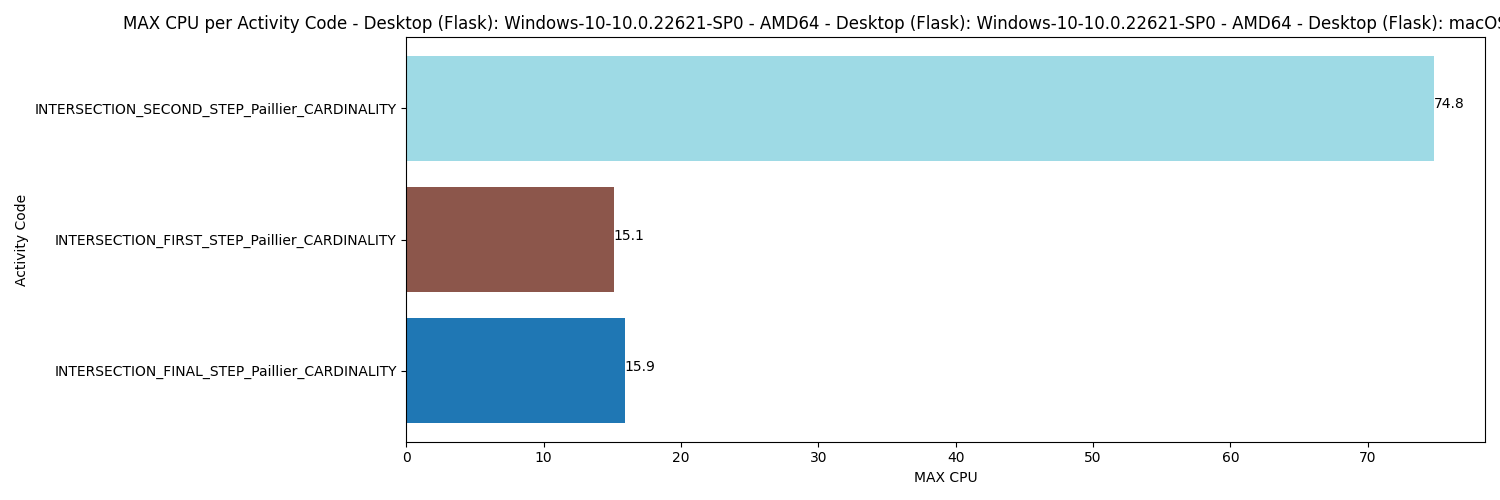 MAX CPU per Activity Code - Desktop (Flask): Windows-10-10.0.22621-SP0 - AMD64 - Desktop (Flask): Windows-10-10.0.22621-SP0 - AMD64 - Desktop (Flask): macOS
INTERSECTION_SECOND_STEP_Paillier_CARDINALITY
74.8
INTERSECTION_FIRST_STEP_Paillier_CARDINALITY
15.1
INTERSECTION_FINAL_STEP_Paillier_CARDINALITY
15.9
Activity Code
0 10 20 30 40 50 60 70
MAX CPU